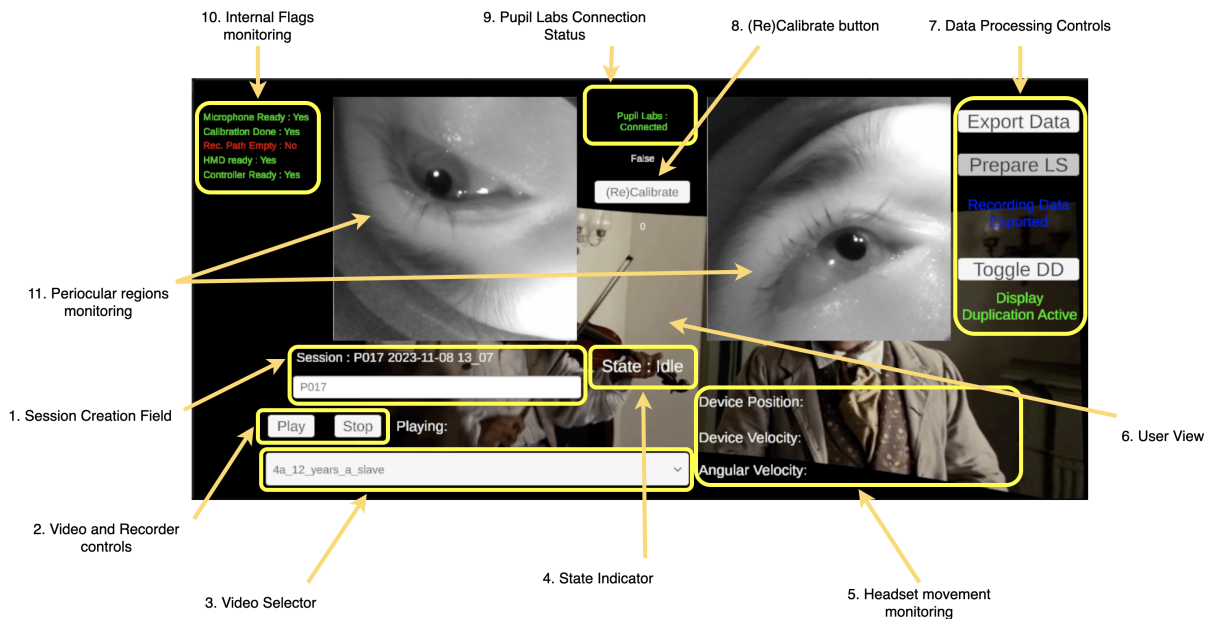 10. Internal Flags
monitoring
9. Pupil Labs Connection
Status
8. (Re)Calibrate button
7. Data Processing Controls
Microphone Ready : Yes
Calibration Done : Yes
Rec. Path Empty : No
HMD ready : Yes
Controller Ready : Yes
Pupil Labs :
Connected
False
(Re)Calibrate
0
Export Data
Prepare LS
Recording Data
Exported
Toggle DD
Display
Duplication Active
11. Periocular regions
monitoring
Session : P017 2023-11-08 13_07
P017
State : Idle
1. Session Creation Field
Play
Stop
Playing:
Device Position:
Device Velocity:
Angular Velocity:
6. User View
4a_12_years_a_slave
2. Video and Recorder
controls
3. Video Selector
4. State Indicator
5. Headset movement
monitoring